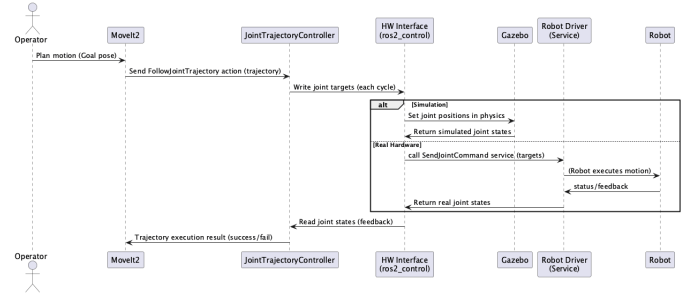 Operator
MoveIt2
JointTrajectoryController
HW Interface
(ros2_control)
Gazebo
Robot Driver
(Service)
Robot
Plan motion (Goal pose)
Send FollowJointTrajectory action (trajectory)
Write joint targets (each cycle)
alt
[Simulation]
Set joint positions in physics
Return simulated joint states
[Real Hardware]
call SendJointCommand service (targets)
(Robot executes motion)
status/feedback
Return real joint states
Read joint states (feedback)
Trajectory execution result (success/fail)
Operator
MoveIt2
JointTrajectoryController
HW Interface
(ros2_control)
Gazebo
Robot Driver
(Service)
Robot